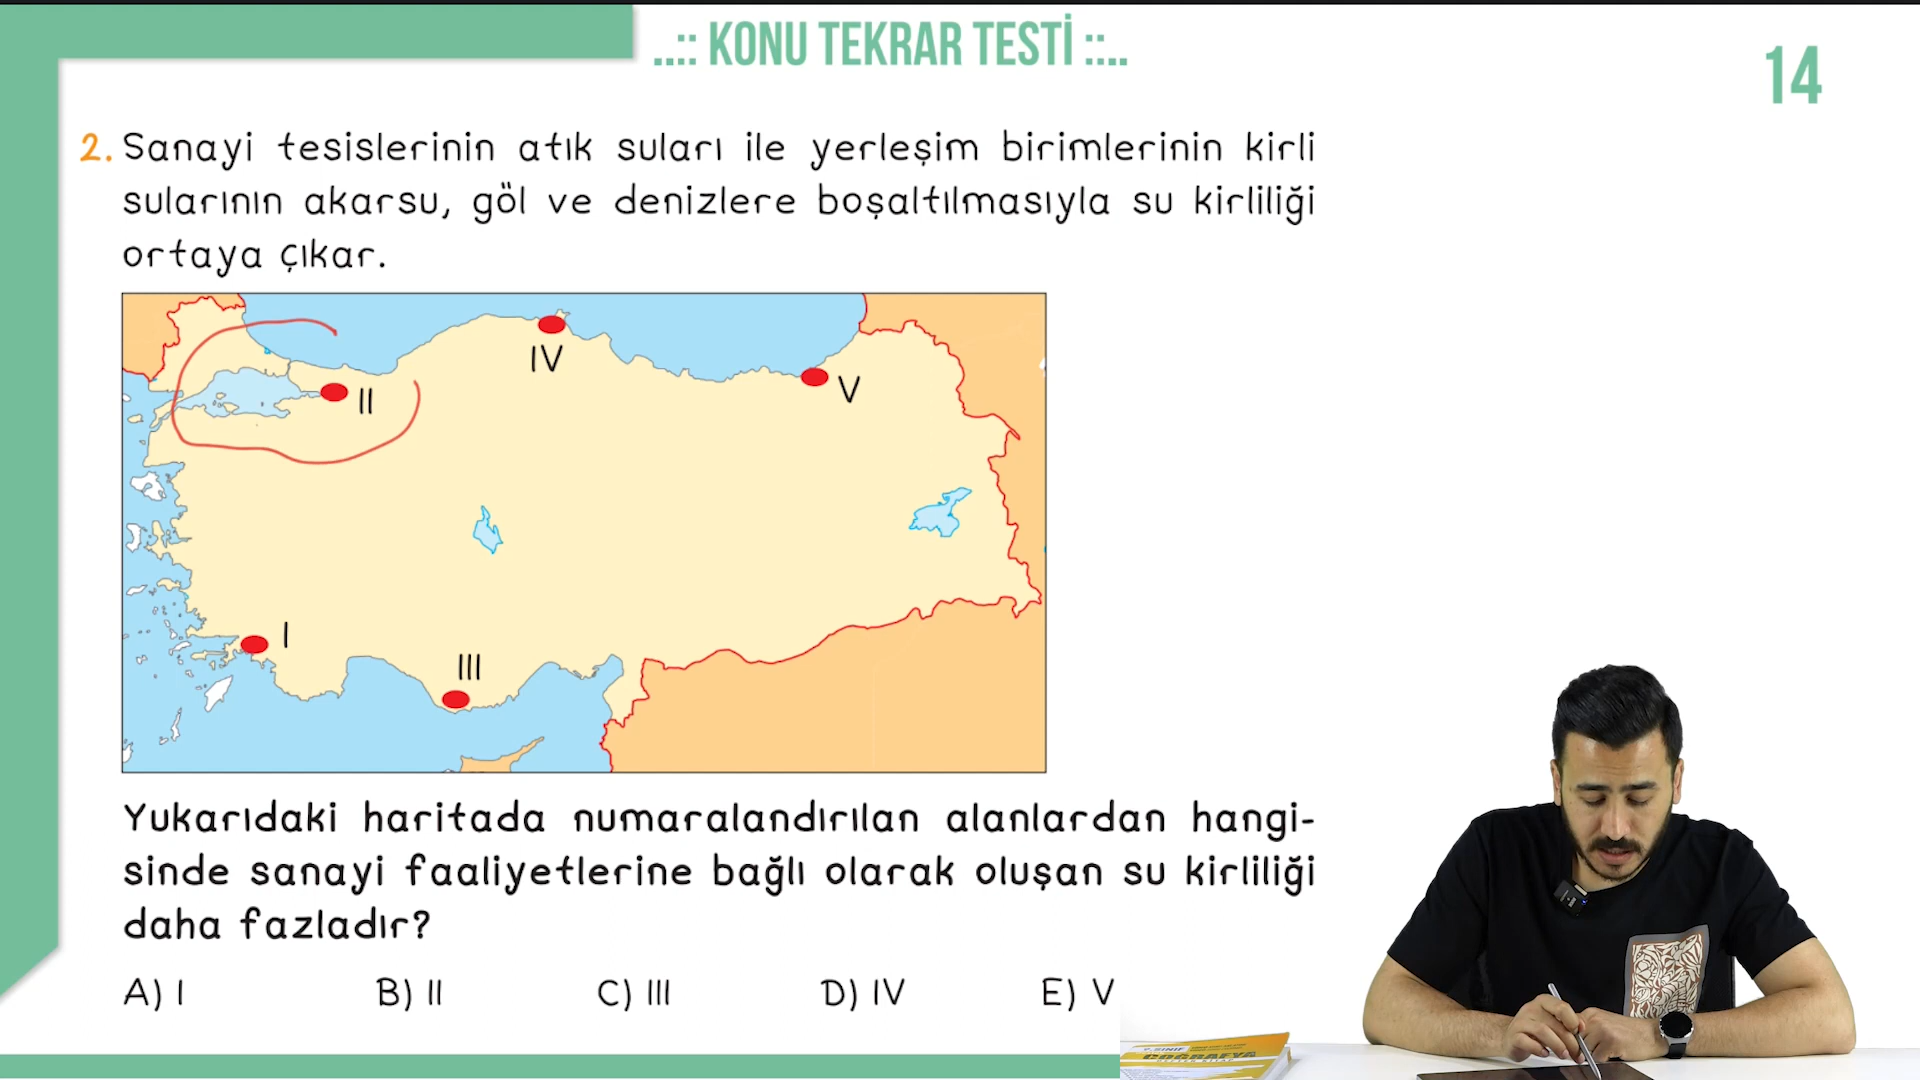 ..:: KONU TEKRAR TESTİ ::..
14
2. Sanayi tesislerinin atık suları ile yerleşim birimlerinin kirli
sularının akarsu, göl ve denizlere boşaltılmasıyla su kirliliği
ortaya çıkar.
IV
II
V
I
III
Yukarıdaki haritada numaralandırılan alanlardan hangi-
sinde sanayi faaliyetlerine bağlı olarak oluşan su kirliliği
daha fazladır?
A) I B) II C) III D) IV E) V
COĞRAFYA